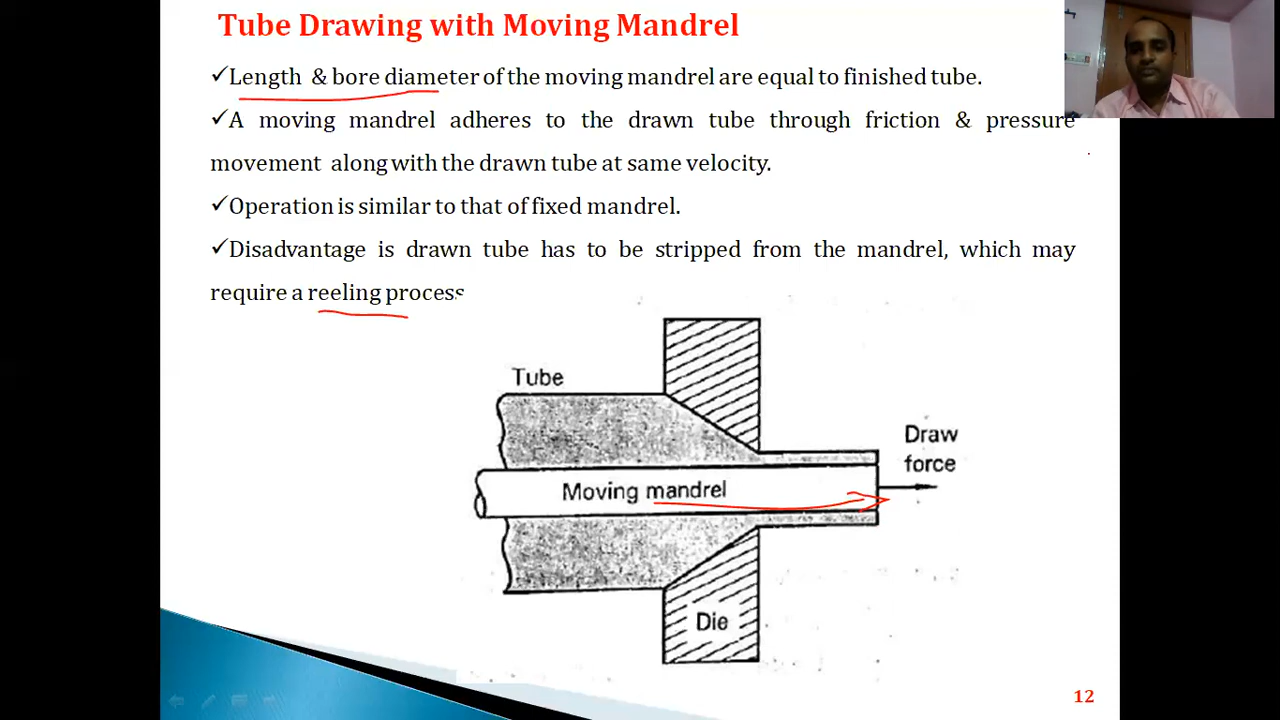 Tube Drawing with Moving Mandrel
✓Length & bore diameter of the moving mandrel are equal to finished tube.
✓A moving mandrel adheres to the drawn tube through friction & pressure
movement along with the drawn tube at same velocity.
✓Operation is similar to that of fixed mandrel.
✓Disadvantage is drawn tube has to be stripped from the mandrel, which may
require a reeling process
Tube
Draw
force
Moving mandrel
Die
12